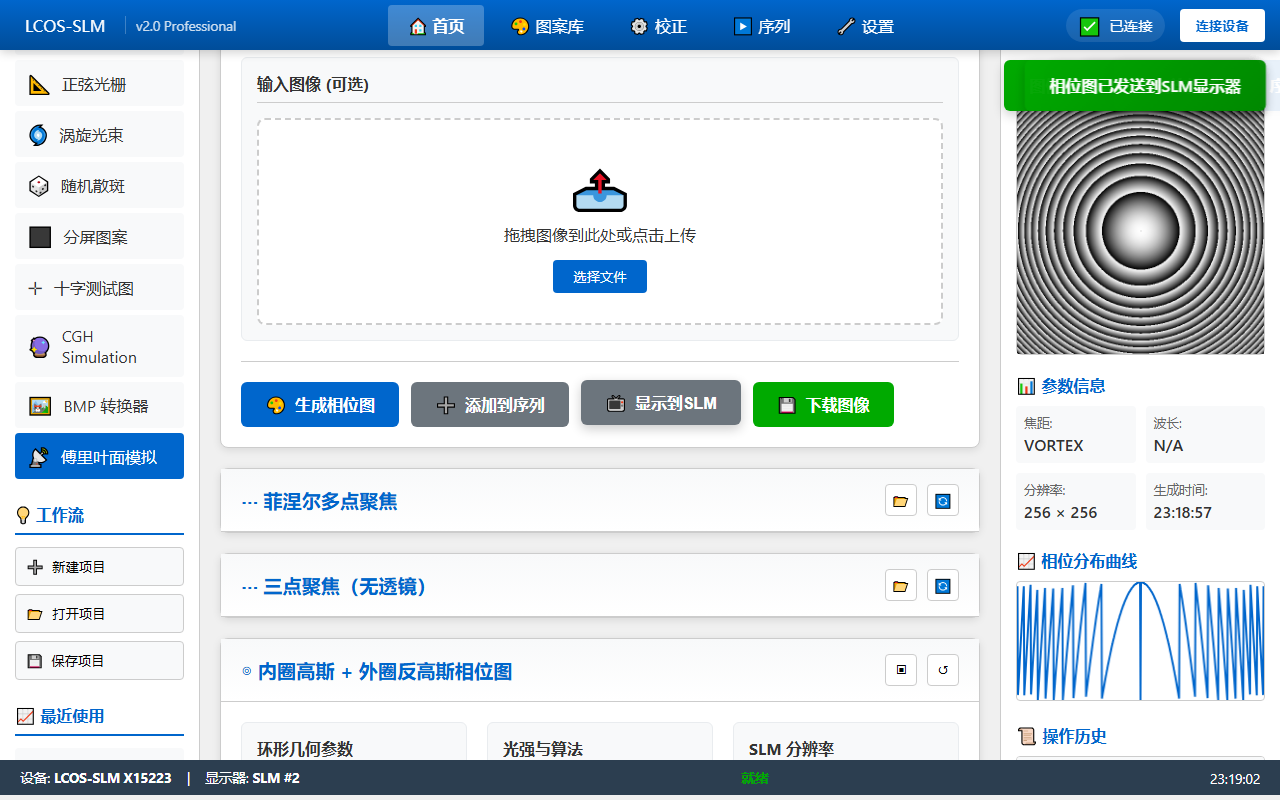 LCOS-SLM
v2.0 Professional
首页
图案库
校正
序列
设置
已连接
连接设备
正弦光栅
涡旋光束
随机散斑
分屏图案
十字测试图
CGH
Simulation
BMP 转换器
傅里叶面模拟
工作流
新建项目
打开项目
保存项目
最近使用
输入图像 (可选)
拖拽图像到此处或点击上传
选择文件
生成相位图
添加到序列
显示到SLM
下载图像
菲涅尔多点聚焦
三点聚焦（无透镜）
内圈高斯 + 外圈反高斯相位图
环形几何参数
光强与算法
SLM 分辨率
相位图已发送到SLM显示器
参数信息
焦距:
VORTEX
波长:
N/A
分辨率:
256 × 256
生成时间:
23:18:57
相位分布曲线
操作历史
设备: LCOS-SLM X15223 | 显示器: SLM #2
就绪
23:19:02